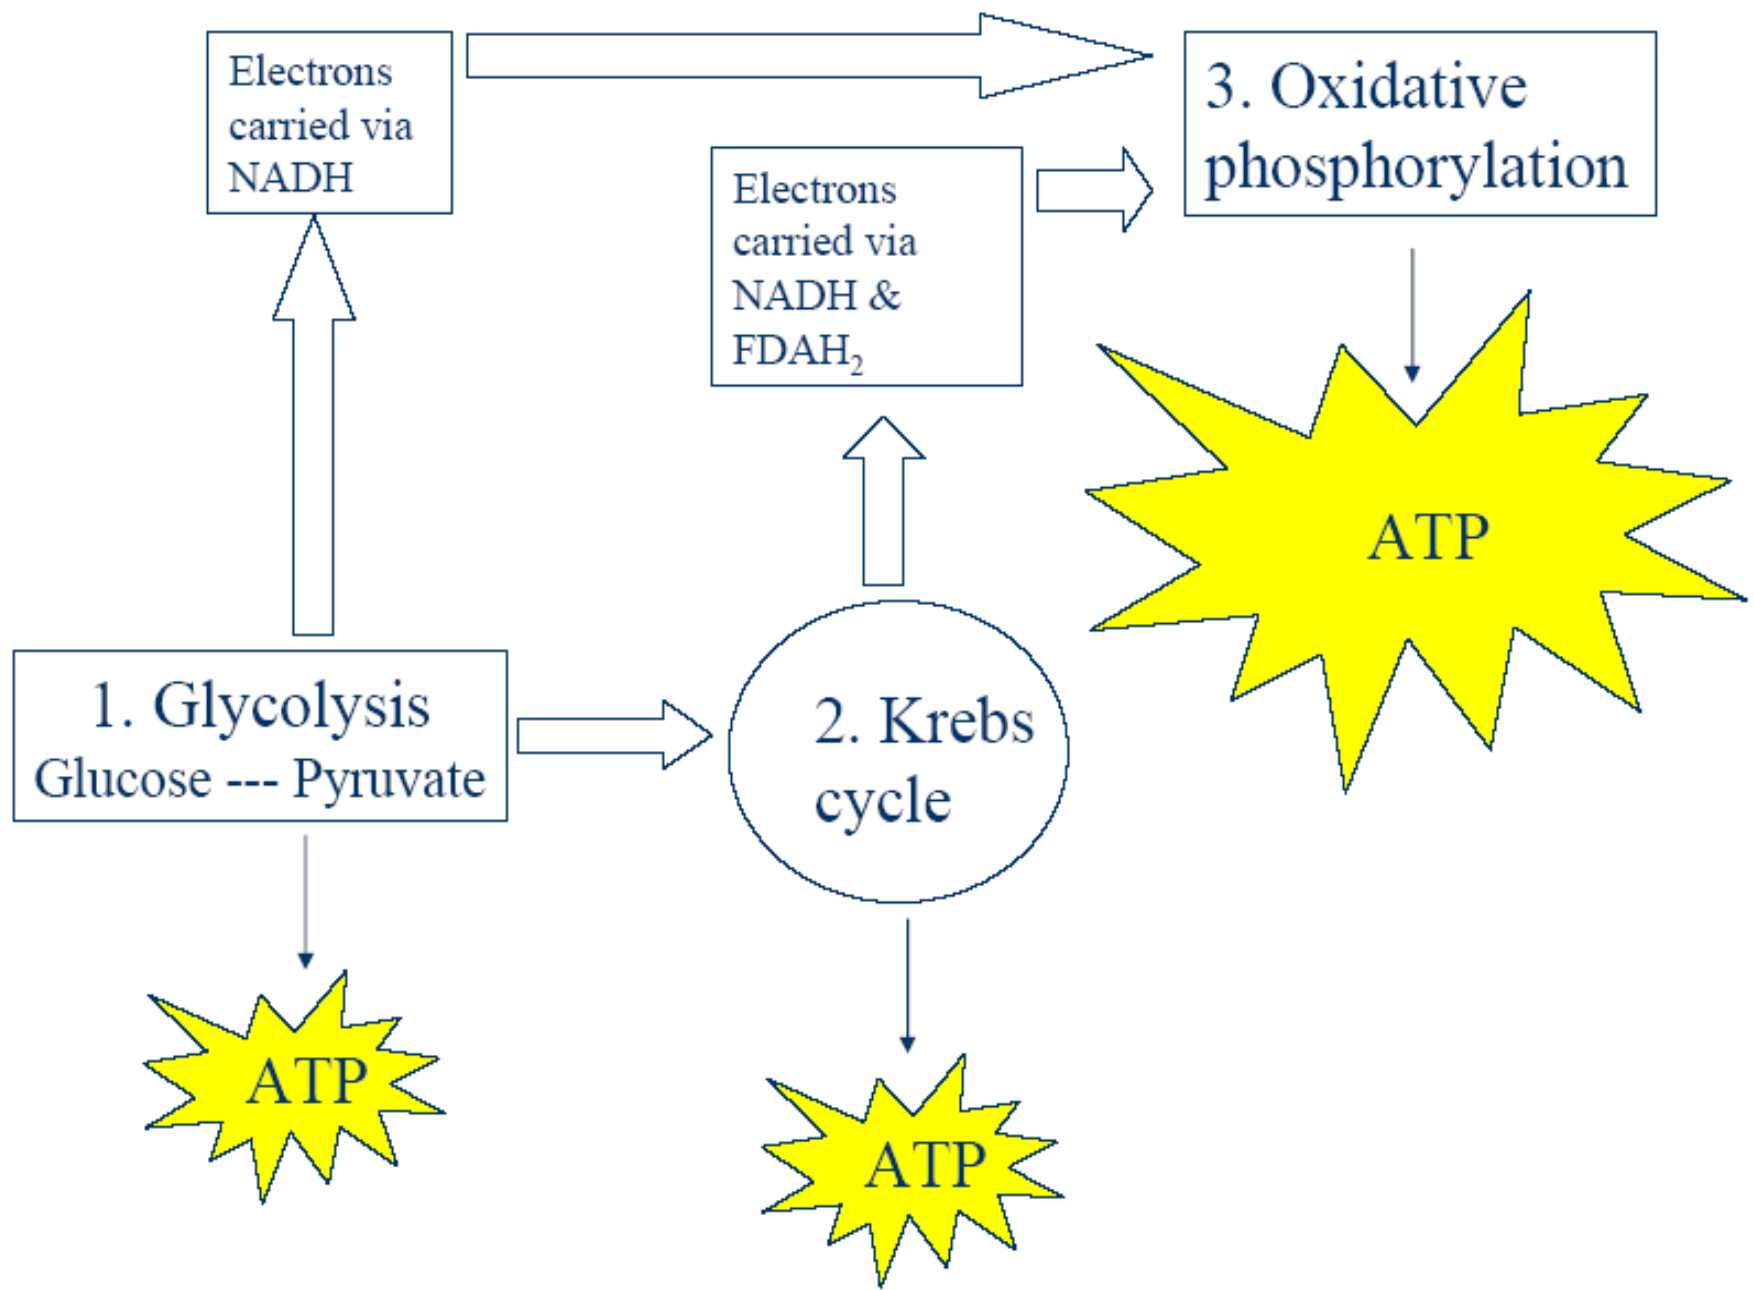 Electrons
carried via
NADH
3. Oxidative
phosphorylation
Electrons
carried via
NADH &
FDAH₂
ATP
1. Glycolysis
Glucose --- Pyruvate
2. Krebs
cycle
ATP
ATP